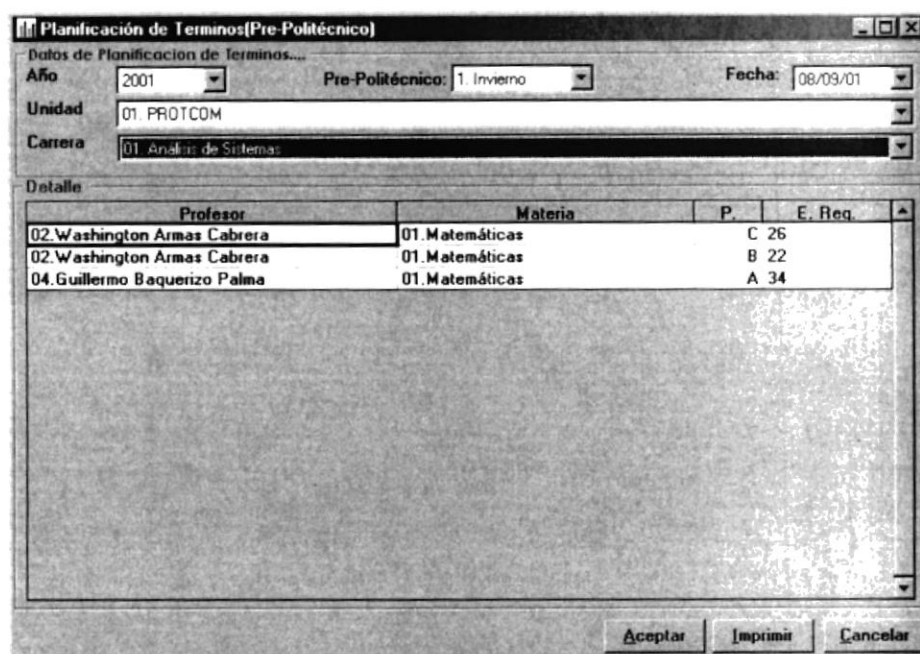 Planificación de Terminos(Pre-Politécnico)
Datos de Planificacion de Terminos....
Año 2001 Pre-Politécnico: 1. Invierno Fecha: 08/09/01
Unidad 01. PROTCOM
Carrera 01. Análisis de Sistemas
Detalle
Profesor Materia P. E. Req.
02.Washington Armas Cabrera 01.Matemáticas C 26
02.Washington Armas Cabrera 01.Matemáticas B 22
04.Guillermo Baquerizo Palma 01.Matemáticas A 34
Aceptar Imprimir Cancelar